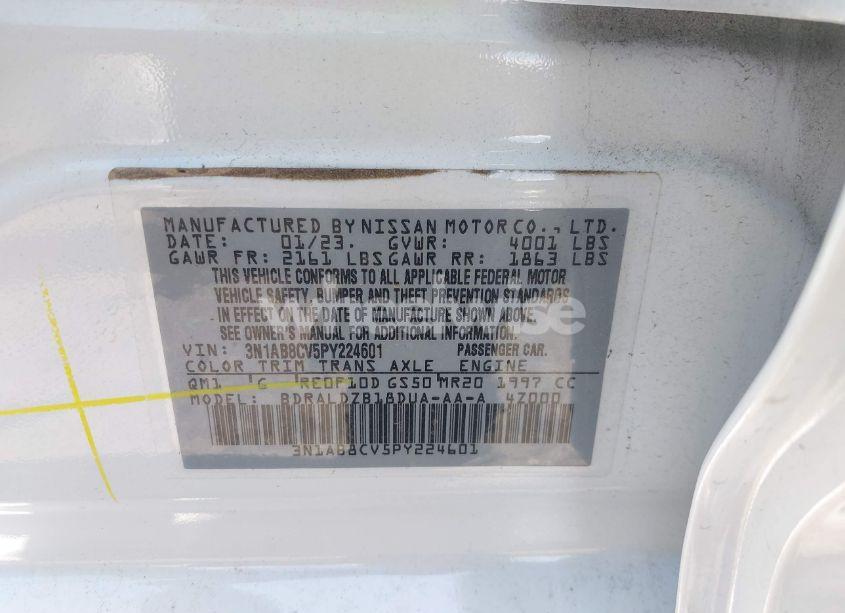 MANUFACTURED BY NISSAN MOTOR CO., LTD.
DATE: 01/23. GVWR: 4001 LBS
GAWR FR: 2161 LBS GAWR RR: 1863 LBS
THIS VEHICLE CONFORMS TO ALL APPLICABLE FEDERAL MOTOR
VEHICLE SAFETY, BUMPER AND THEFT PREVENTION STANDARDS
IN EFFECT ON THE DATE OF MANUFACTURE SHOWN ABOVE.
SEE OWNER'S MANUAL FOR ADDITIONAL INFORMATION.
VIN: 3N1AB8CV5PY224601 PASSENGER CAR.
COLOR TRIM TRANS AXLE ENGINE
QM1 G RE0F10D GS50 MR20 1997 CC
MODEL: BDRALDZB18DUA-AA-A 4Z000
3N1AB8CV5PY224601